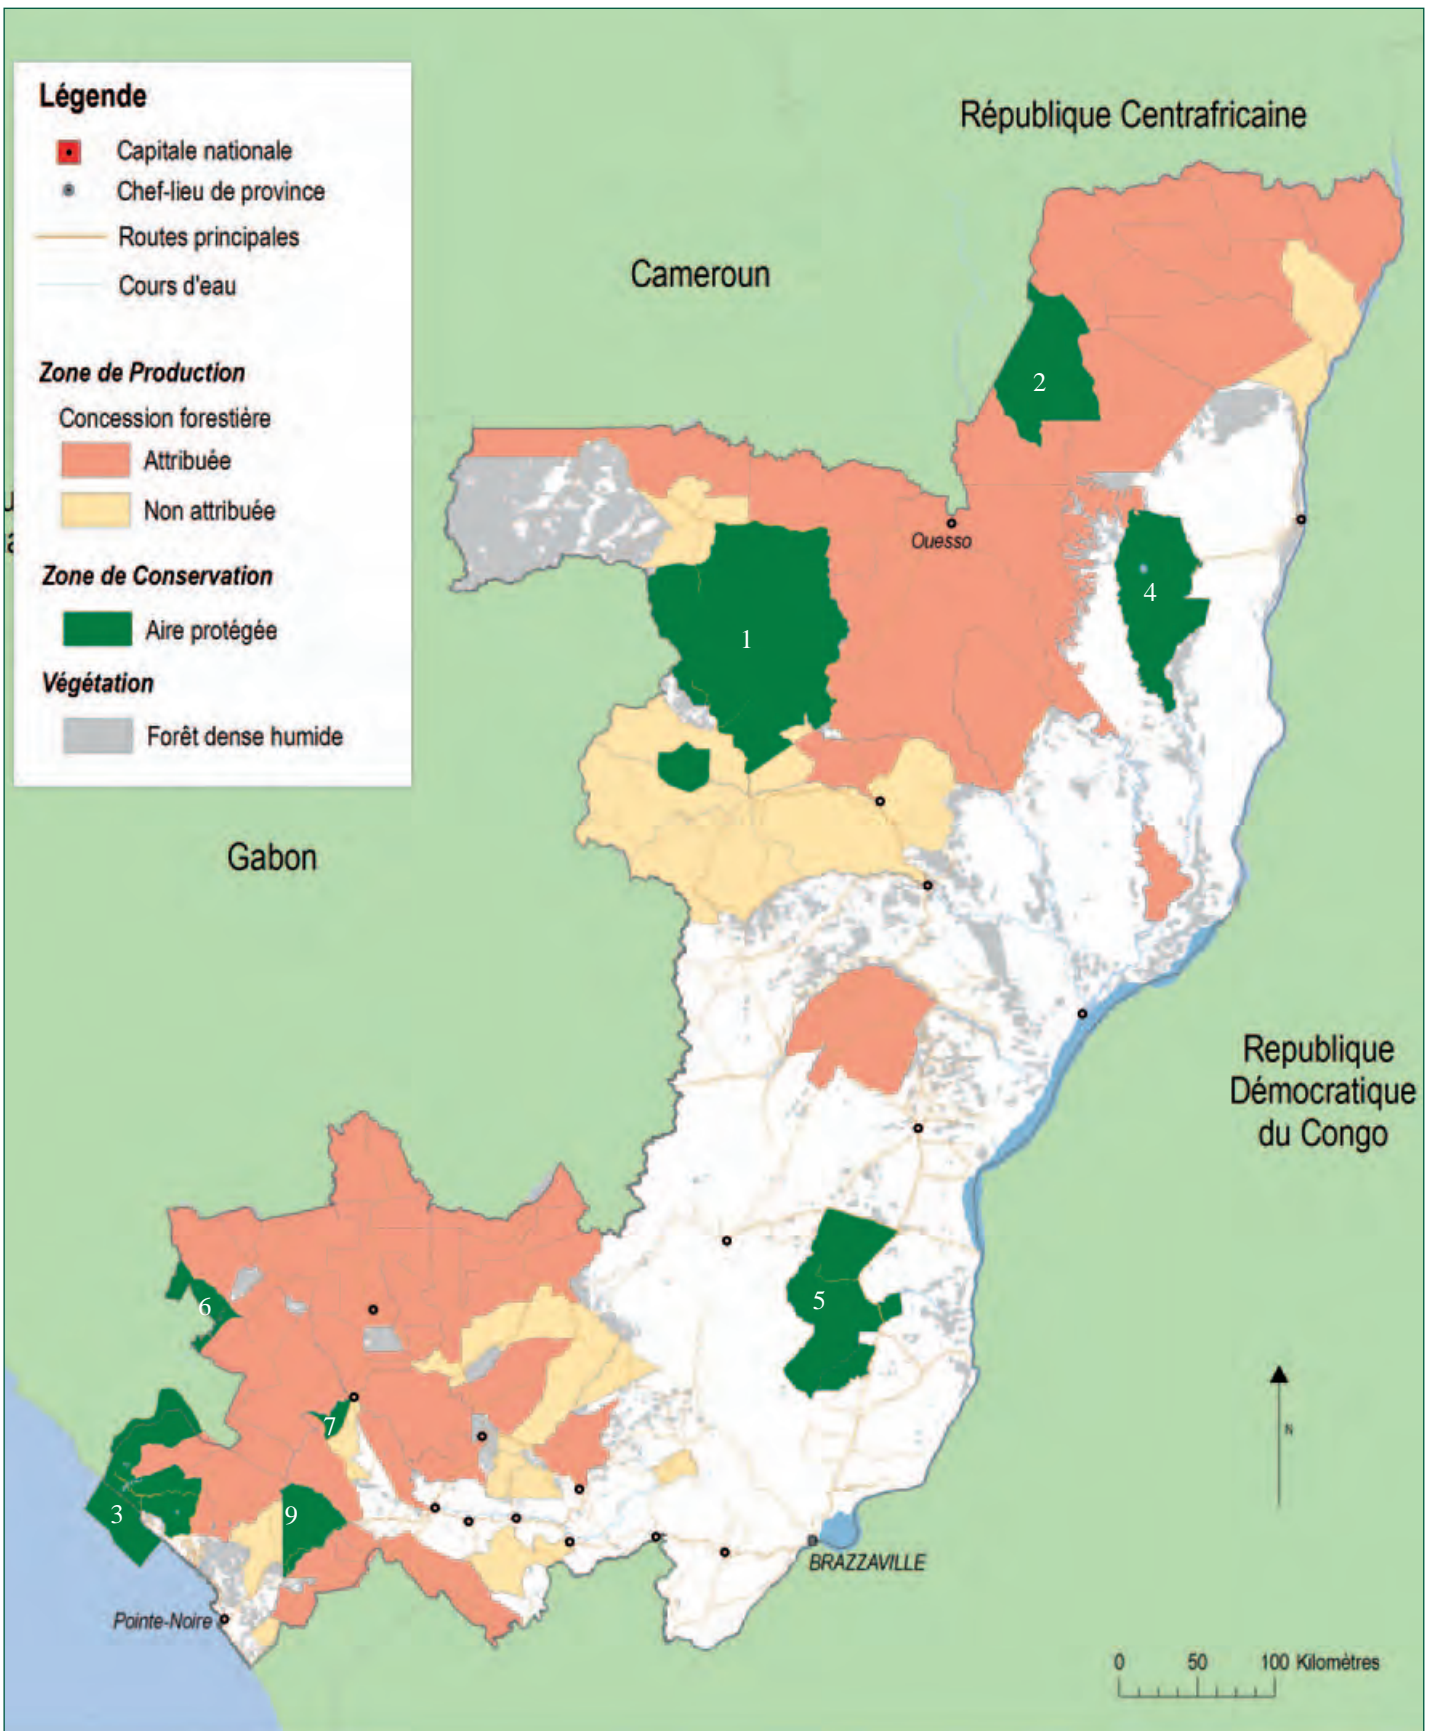 Légende
Capitale nationale
Chef-lieu de province
Routes principales
Cours d'eau
Zone de Production
Concession forestière
Attribuée
Non attribuée
Zone de Conservation
Aire protégée
Végétation
Forêt dense humide
République Centrafricaine
Cameroun
2
Ouesso
4
1
Gabon
Republique
Démocratique
du Congo
5
6
7
3
9
N
BRAZZAVILLE
Pointe-Noire
0 50 100 Kilomètres